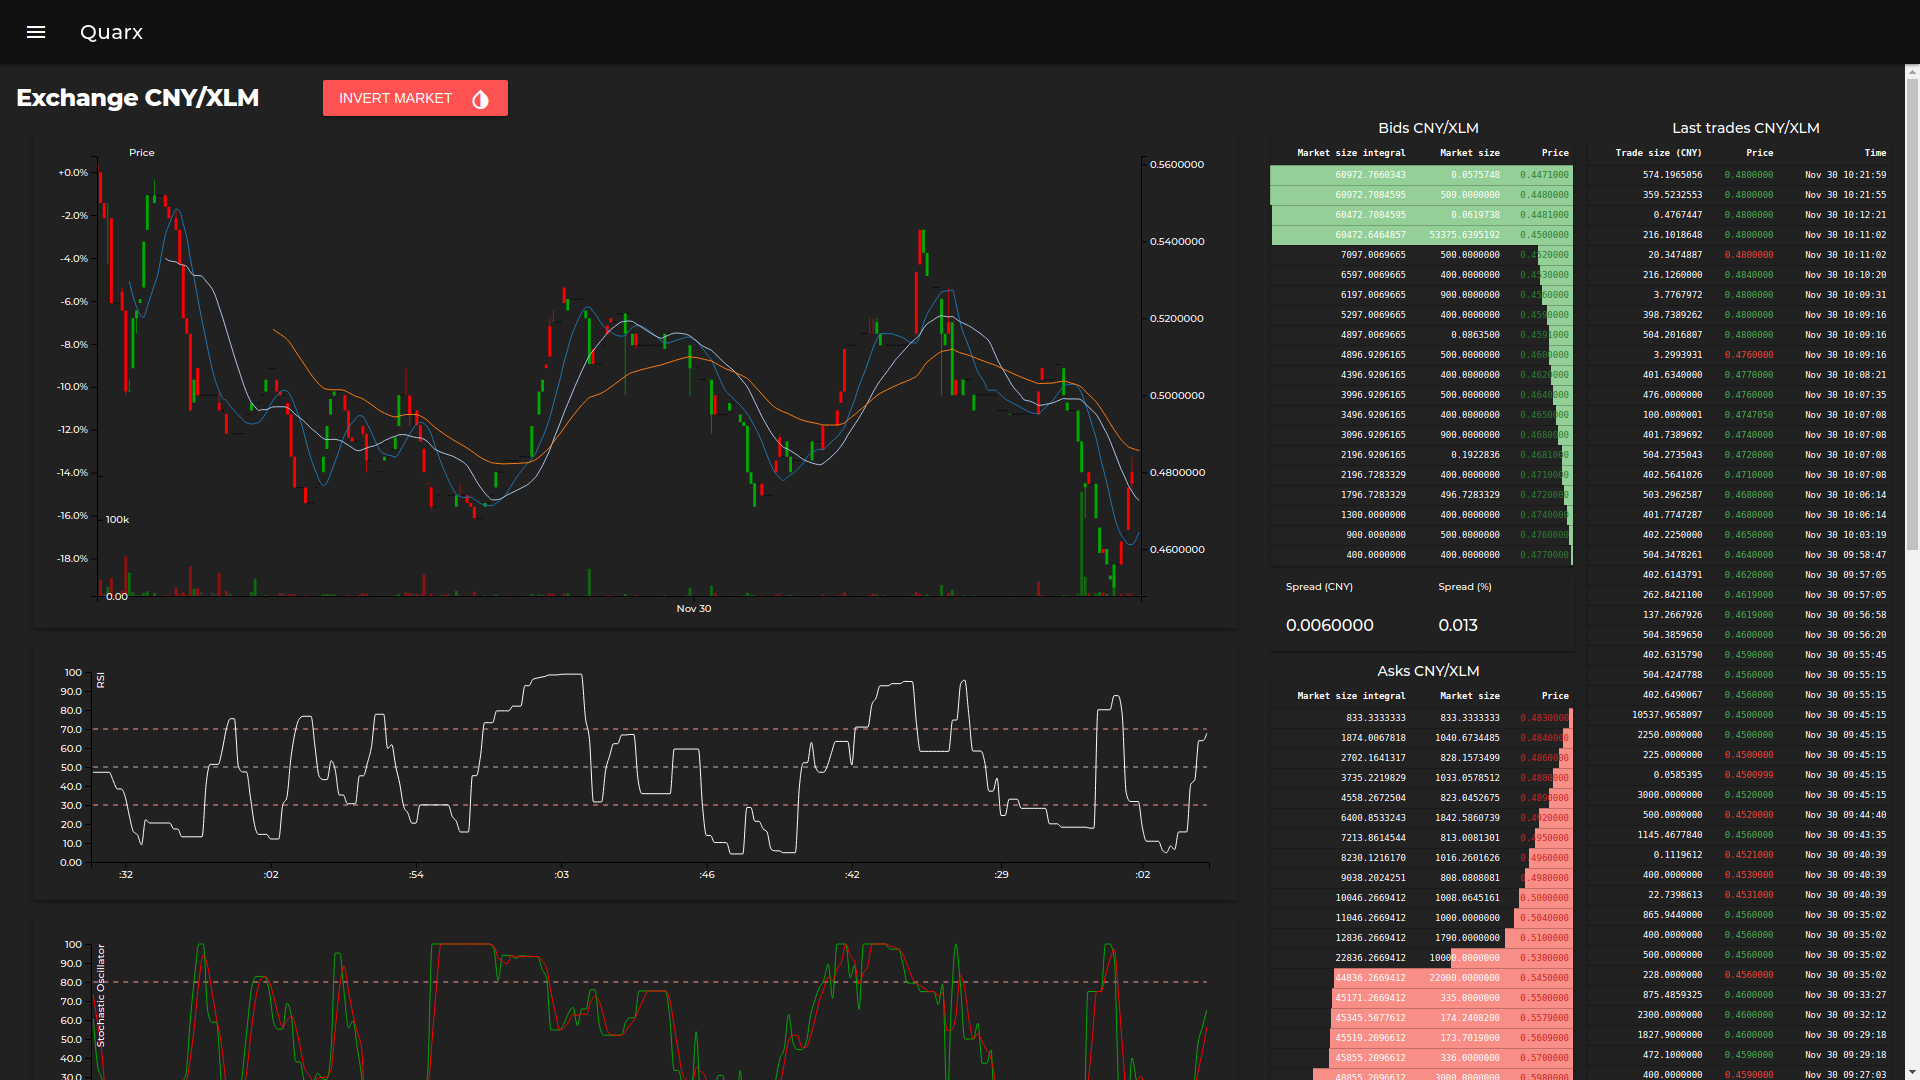 Quarx
Exchange CNY/XLM
INVERT MARKET
Price
+0.0%
-2.0%
-4.0%
-6.0%
-8.0%
-10.0%
-12.0%
-14.0%
-16.0%
-18.0%
100k
0.00
0.5600000
0.5400000
0.5200000
0.5000000
0.4800000
0.4600000
Nov 30
RSI
100
90.0
80.0
70.0
60.0
50.0
40.0
30.0
20.0
10.0
0.00
:32 :02 :54 :03 :46 :42 :29 :02
Stochastic Oscillator
100
90.0
80.0
70.0
60.0
50.0
40.0
30.0
Bids CNY/XLM
Market size integral Market size Price
60972.7660343 0.0575748 0.4471000
60972.7084595 500.0000000 0.4480000
60472.7084595 0.0619738 0.4481000
60472.6464857 53375.6395192 0.4500000
7097.0069665 500.0000000 0.4520000
6597.0069665 400.0000000 0.4530000
6197.0069665 900.0000000 0.4560000
5297.0069665 400.0000000 0.4590000
4897.0069665 0.0863500 0.4591000
4896.9206165 500.0000000 0.4600000
4396.9206165 400.0000000 0.4620000
3996.9206165 500.0000000 0.4640000
3496.9206165 400.0000000 0.4650000
3096.9206165 900.0000000 0.4680000
2196.9206165 0.1922836 0.4681000
2196.7283329 400.0000000 0.4710000
1796.7283329 496.7283329 0.4720000
1300.0000000 400.0000000 0.4740000
900.0000000 500.0000000 0.4760000
400.0000000 400.0000000 0.4770000
Spread (CNY)
0.0060000
Spread (%)
0.013
Asks CNY/XLM
Market size integral Market size Price
833.3333333 833.3333333 0.4830000
1874.0067818 1040.6734485 0.4840000
2702.1641317 828.1573499 0.4860000
3735.2219829 1033.0578512 0.4880000
4558.2672504 823.0452675 0.4890000
6400.8533243 1842.5860739 0.4920000
7213.8614544 813.0081301 0.4950000
8230.1216170 1016.2601626 0.4960000
9038.2024251 808.0808081 0.4980000
10046.2669412 1008.0645161 0.5000000
11046.2669412 1000.0000000 0.5040000
12836.2669412 1790.0000000 0.5100000
22836.2669412 10000.0000000 0.5300000
44836.2669412 22000.0000000 0.5450000
45171.2669412 335.0000000 0.5500000
45345.5077612 174.2408200 0.5579000
45519.2096612 173.7019000 0.5609000
45855.2096612 336.0000000 0.5700000
48855.2096612 3000.0000000 0.5980000
Last trades CNY/XLM
Trade size (CNY) Price Time
574.1965056 0.4800000 Nov 30 10:21:59
359.5232553 0.4800000 Nov 30 10:21:55
0.4767447 0.4800000 Nov 30 10:12:21
216.1018648 0.4800000 Nov 30 10:11:02
20.3474887 0.4800000 Nov 30 10:11:02
216.1260000 0.4840000 Nov 30 10:10:20
3.7767972 0.4800000 Nov 30 10:09:31
398.7389262 0.4800000 Nov 30 10:09:16
504.2016807 0.4800000 Nov 30 10:09:16
3.2993931 0.4760000 Nov 30 10:09:16
401.6340000 0.4770000 Nov 30 10:08:21
476.0000000 0.4760000 Nov 30 10:07:35
100.0000001 0.4747050 Nov 30 10:07:08
401.7389692 0.4740000 Nov 30 10:07:08
504.2735043 0.4720000 Nov 30 10:07:08
402.5641026 0.4710000 Nov 30 10:07:08
503.2962587 0.4680000 Nov 30 10:06:14
401.7747287 0.4680000 Nov 30 10:06:14
402.2250000 0.4650000 Nov 30 10:03:19
504.3478261 0.4640000 Nov 30 09:58:47
402.6143791 0.4620000 Nov 30 09:57:05
262.8421100 0.4619000 Nov 30 09:57:05
137.2667926 0.4619000 Nov 30 09:56:58
504.3859650 0.4600000 Nov 30 09:56:20
402.6315790 0.4590000 Nov 30 09:55:45
504.4247788 0.4560000 Nov 30 09:55:15
402.6490067 0.4560000 Nov 30 09:55:15
10537.9658097 0.4500000 Nov 30 09:45:15
2250.0000000 0.4500000 Nov 30 09:45:15
225.0000000 0.4500000 Nov 30 09:45:15
0.0585395 0.4500999 Nov 30 09:45:15
3000.0000000 0.4520000 Nov 30 09:45:15
500.0000000 0.4520000 Nov 30 09:44:40
1145.4677840 0.4560000 Nov 30 09:43:35
0.1119612 0.4521000 Nov 30 09:40:39
400.0000000 0.4530000 Nov 30 09:40:39
22.7398613 0.4531000 Nov 30 09:40:39
865.9440000 0.4560000 Nov 30 09:35:02
400.0000000 0.4560000 Nov 30 09:35:02
500.0000000 0.4560000 Nov 30 09:35:02
228.0000000 0.4560000 Nov 30 09:35:02
875.4859325 0.4600000 Nov 30 09:33:27
2300.0000000 0.4600000 Nov 30 09:32:12
1827.9000000 0.4600000 Nov 30 09:29:18
472.1000000 0.4590000 Nov 30 09:29:18
400.0000000 0.4590000 Nov 30 09:27:03